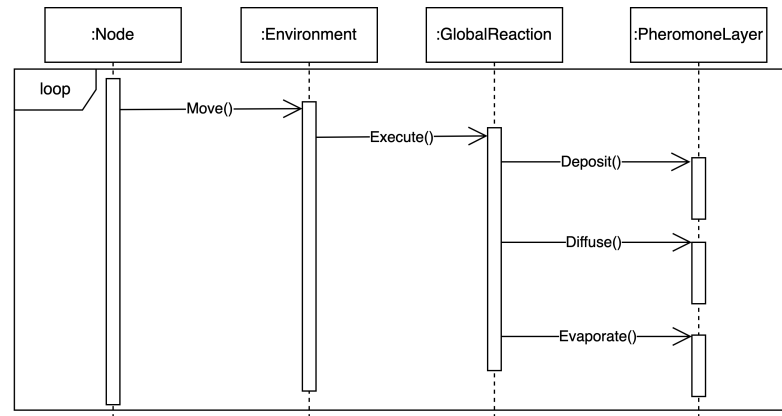 :Node
:Environment
:GlobalReaction
:PheromoneLayer
loop
Move()
Execute()
Deposit()
Diffuse()
Evaporate()